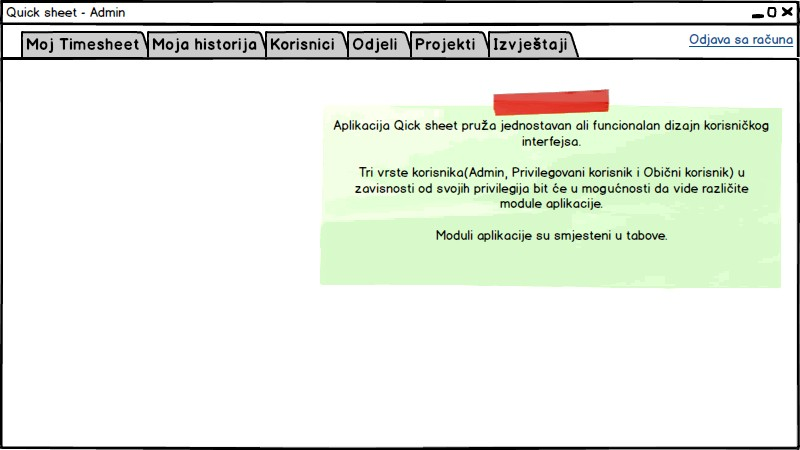 Quick sheet - Admin
Moj Timesheet
Moja historija
Korisnici
Odjeli
Projekti
Izvještaji
Odjava sa računa
Aplikacija Qick sheet pruža jednostavan ali funcionalan dizajn korisničkog
interfejsa.
Tri vrste korisnika(Admin, Privilegovani korisnik i Obični korisnik) u
zavisnosti od svojih privilegija bit će u mogućnosti da vide različite
module aplikacije.
Moduli aplikacije su smjesteni u tabove.